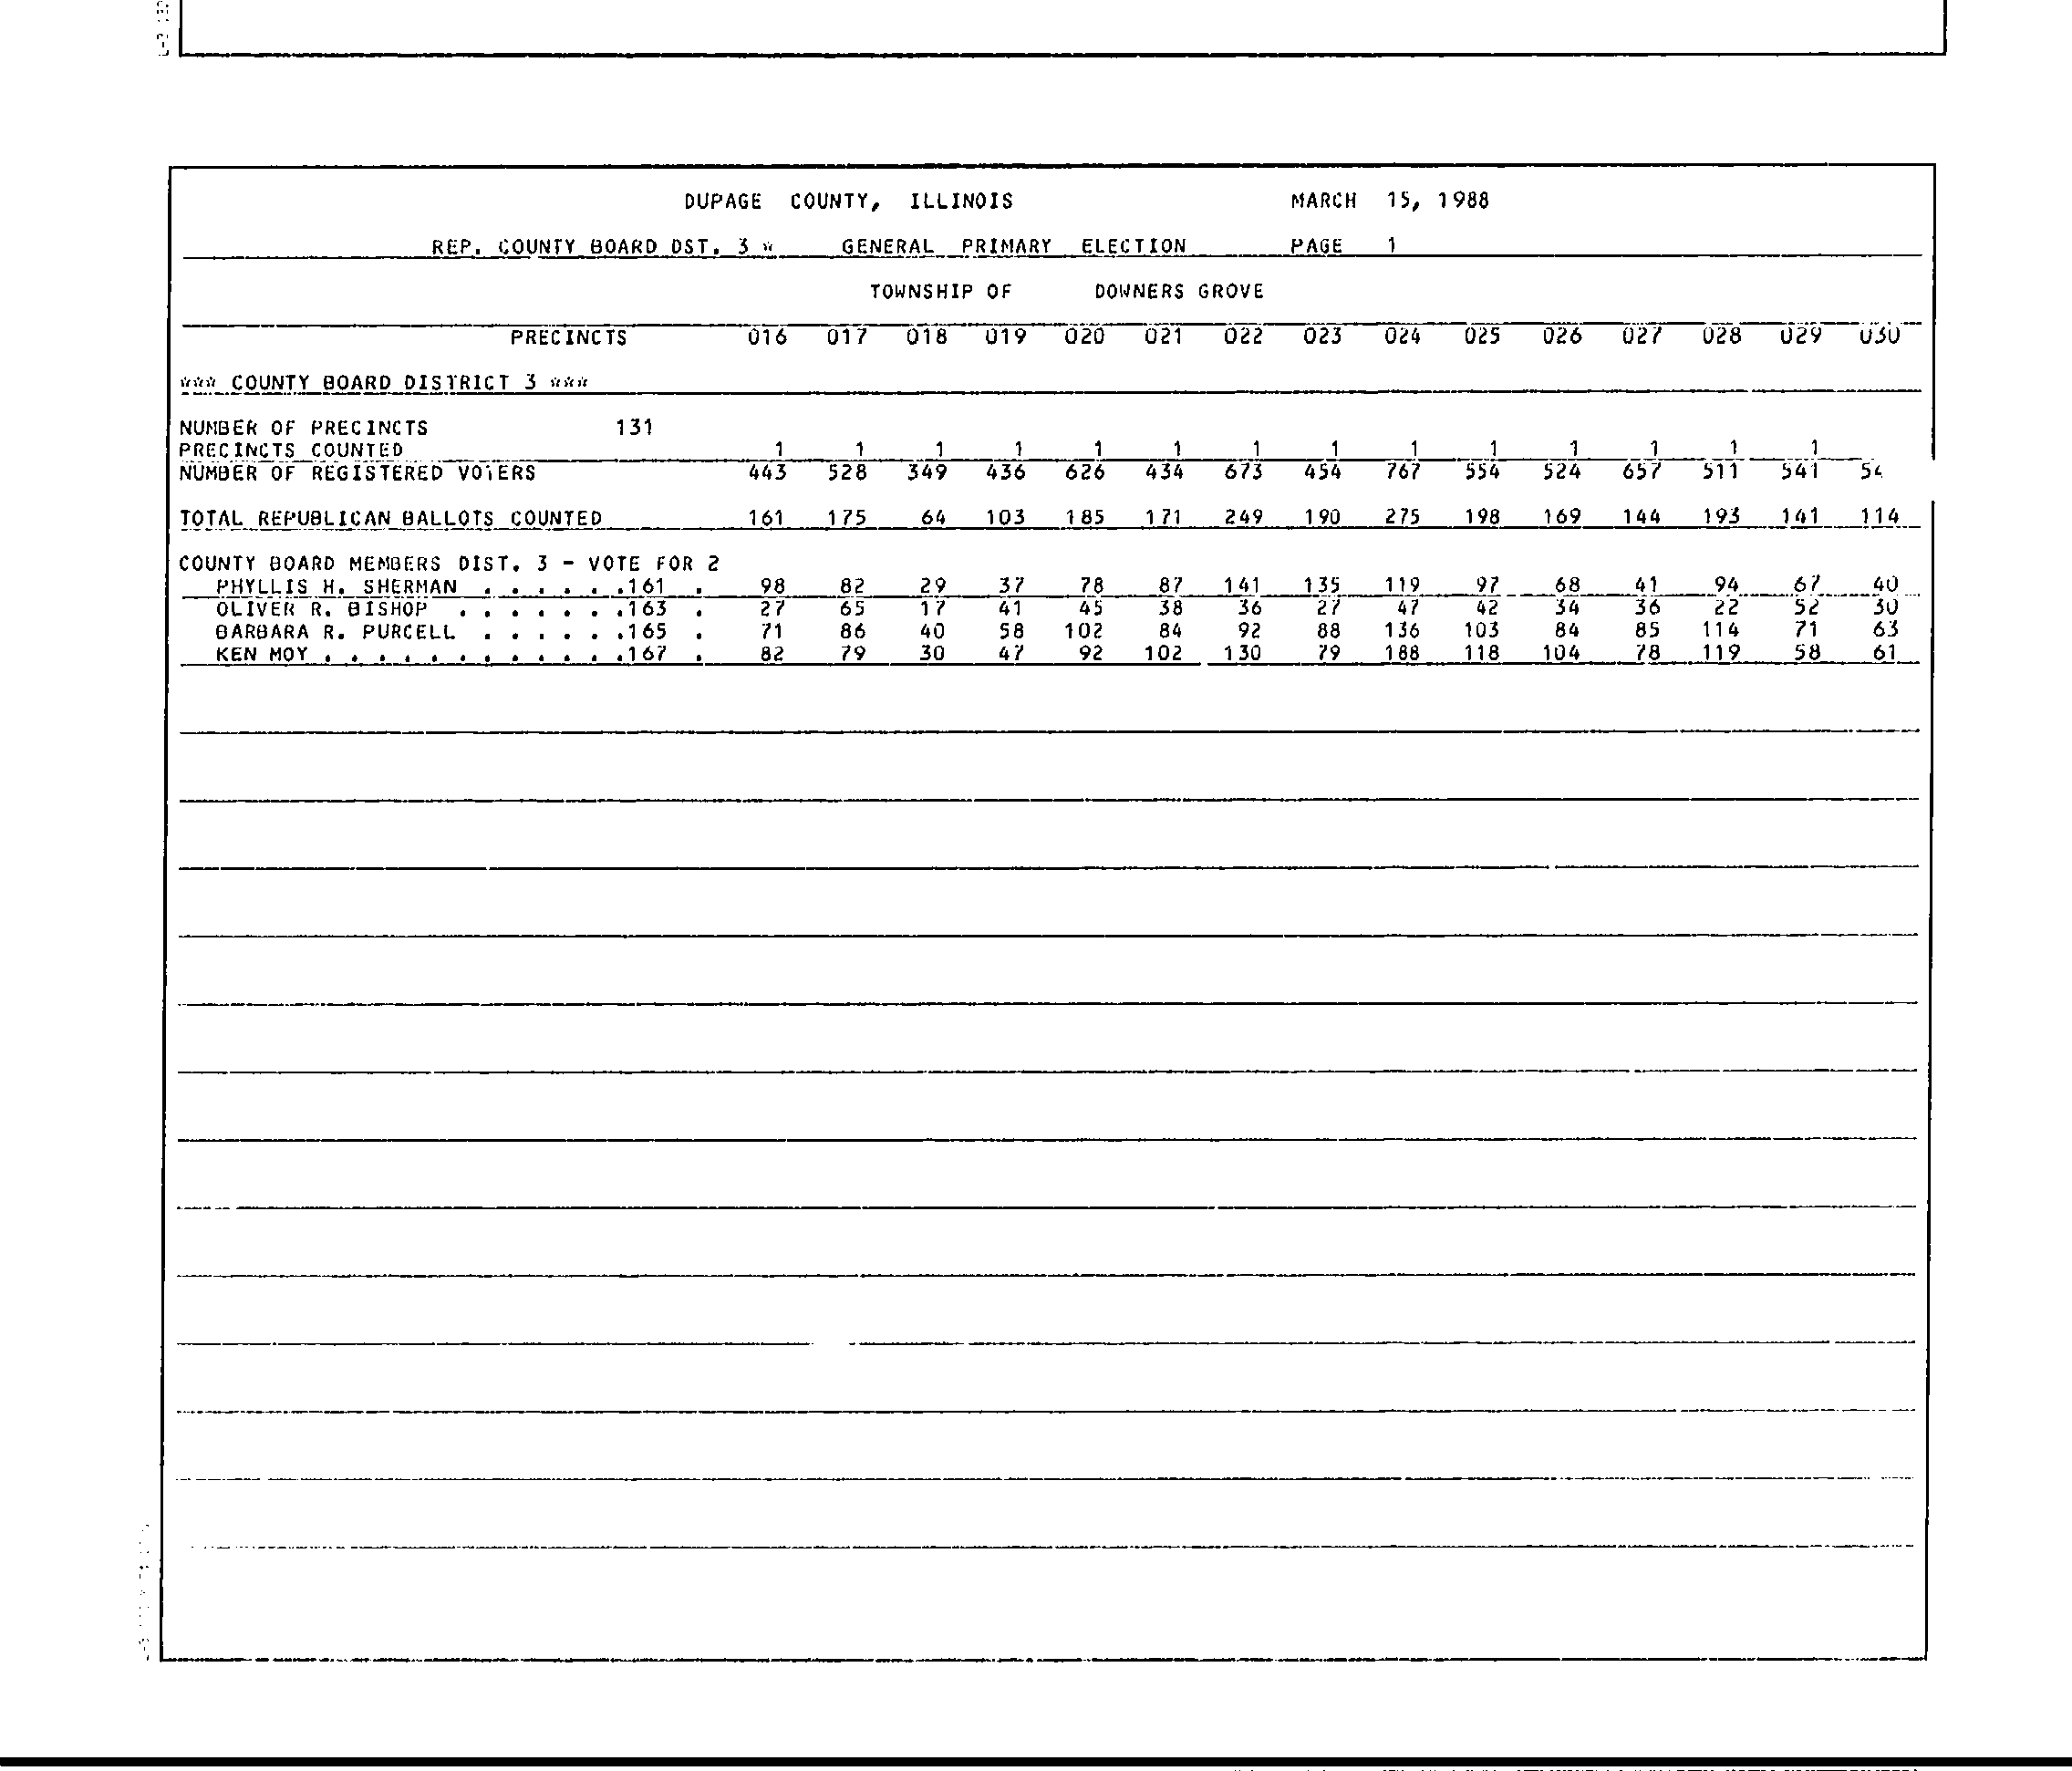 DUPAGE COUNTY, ILLINOIS MARCH 15, 1988
REP. COUNTY BOARD DST. 3 * GENERAL PRIMARY ELECTION PAGE 1
TOWNSHIP OF DOWNERS GROVE
PRECINCTS 016 017 018 019 020 021 022 023 024 025 026 027 028 029 030
*** COUNTY BOARD DISTRICT 3 ***
NUMBER OF PRECINCTS 131
PRECINCTS COUNTED 1 1 1 1 1 1 1 1 1 1 1 1 1 1
NUMBER OF REGISTERED VOTERS 443 528 349 436 626 434 673 454 767 554 524 657 511 541
TOTAL REPUBLICAN BALLOTS COUNTED 161 175 64 103 185 171 249 190 275 198 169 144 193 141 114
COUNTY BOARD MEMBERS DIST. 3 - VOTE FOR 2
PHYLLIS H. SHERMAN . . . . . .161 . 98 82 29 37 78 87 141 135 119 97 68 41 94 67 40
OLIVER R. BISHOP . . . . . . .163 . 27 65 17 41 45 38 36 27 47 42 34 36 22 52 30
BARBARA R. PURCELL . . . . . .165 . 71 86 40 58 102 84 92 88 136 103 84 85 114 71 63
KEN MOY . . . . . . . . . . . .167 . 82 79 30 47 92 102 130 79 188 118 104 78 119 58 61